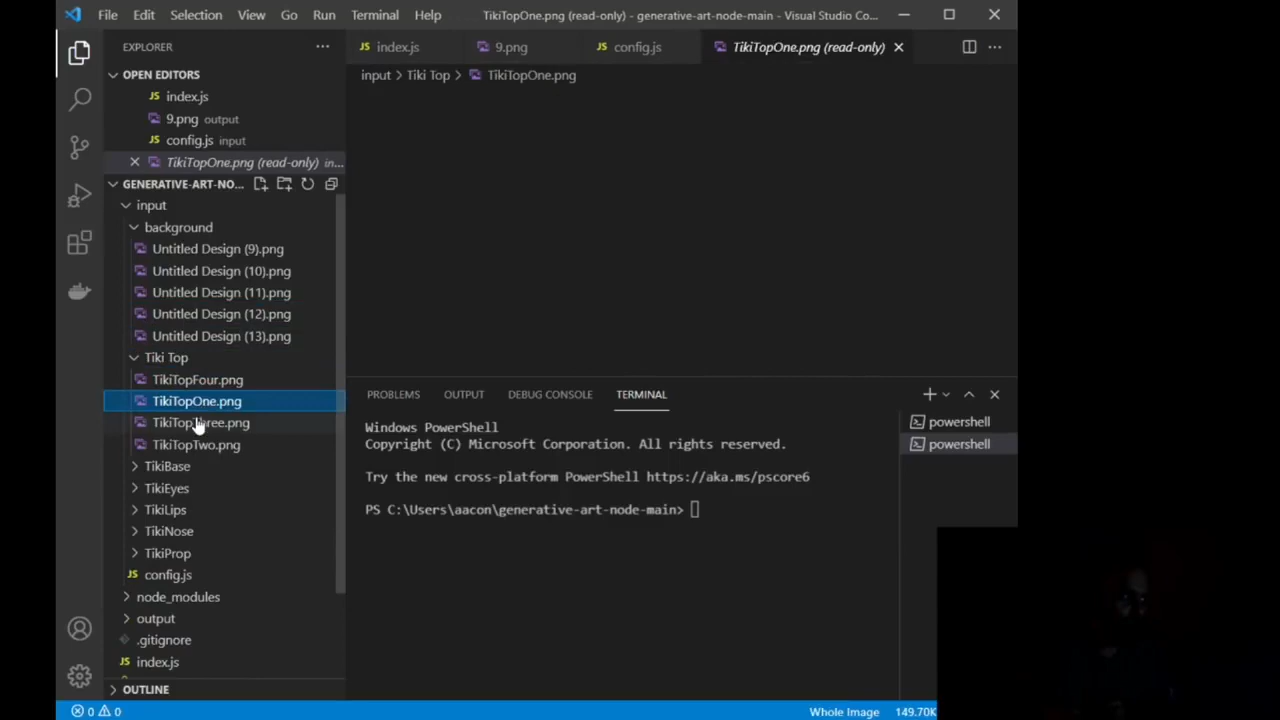 File Edit Selection View Go Run Terminal Help TikiTopOne.png (read-only) - generative-art-node-main - Visual Studio Co...
EXPLORER ...
index.js 9.png config.js TikiTopOne.png (read-only)
input > Tiki Top > TikiTopOne.png
OPEN EDITORS
JS index.js
9.png output
JS config.js input
TikiTopOne.png (read-only) in...
GENERATIVE-ART-NO...
input
background
Untitled Design (9).png
Untitled Design (10).png
Untitled Design (11).png
Untitled Design (12).png
Untitled Design (13).png
Tiki Top
TikiTopFour.png
TikiTopOne.png
TikiTopThree.png
TikiTopTwo.png
TikiBase
TikiEyes
TikiLips
TikiNose
TikiProp
JS config.js
node_modules
output
.gitignore
JS index.js
OUTLINE
PROBLEMS OUTPUT DEBUG CONSOLE TERMINAL
Windows PowerShell
Copyright (C) Microsoft Corporation. All rights reserved.
Try the new cross-platform PowerShell https://aka.ms/pscore6
PS C:\Users\aacon\generative-art-node-main>
powershell
powershell
0 0 Whole Image 149.70K